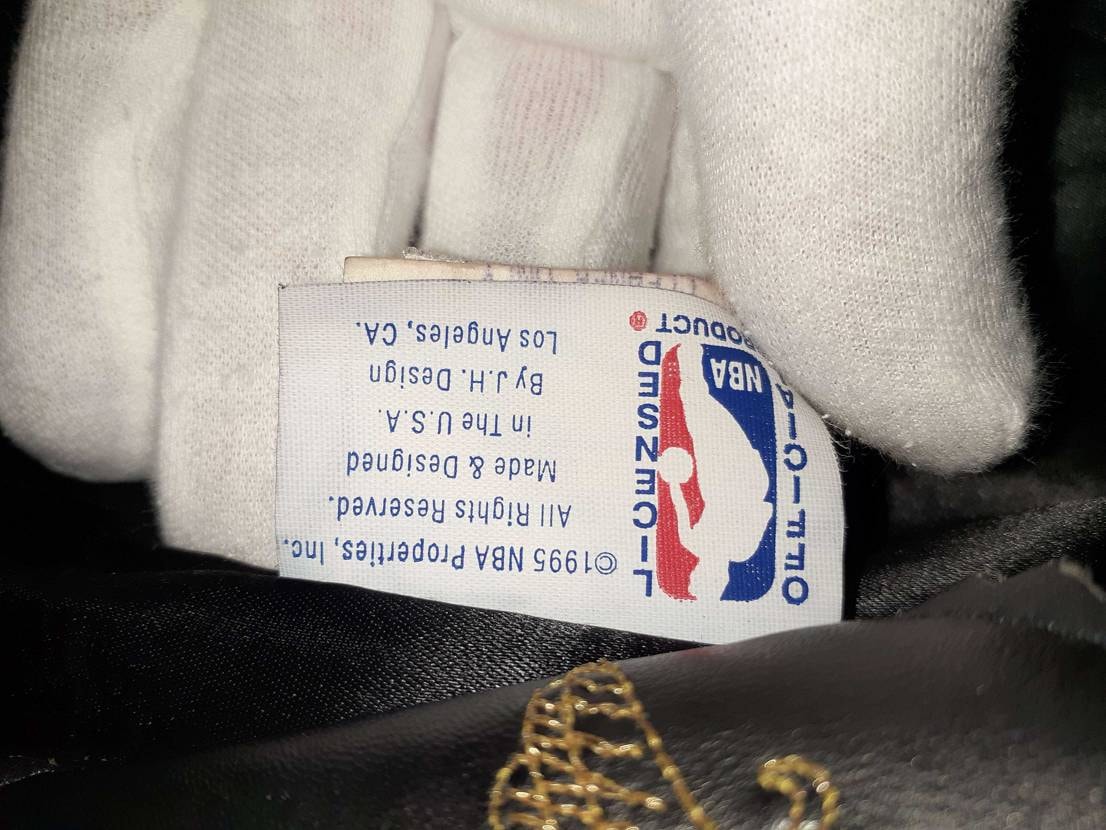 OFFICIAL
LICENSED
PRODUCT ®
NBA
©1995 NBA Properties, Inc.
All Rights Reserved.
Made & Designed
in The U.S.A.
By J.H. Design
Los Angeles, CA.